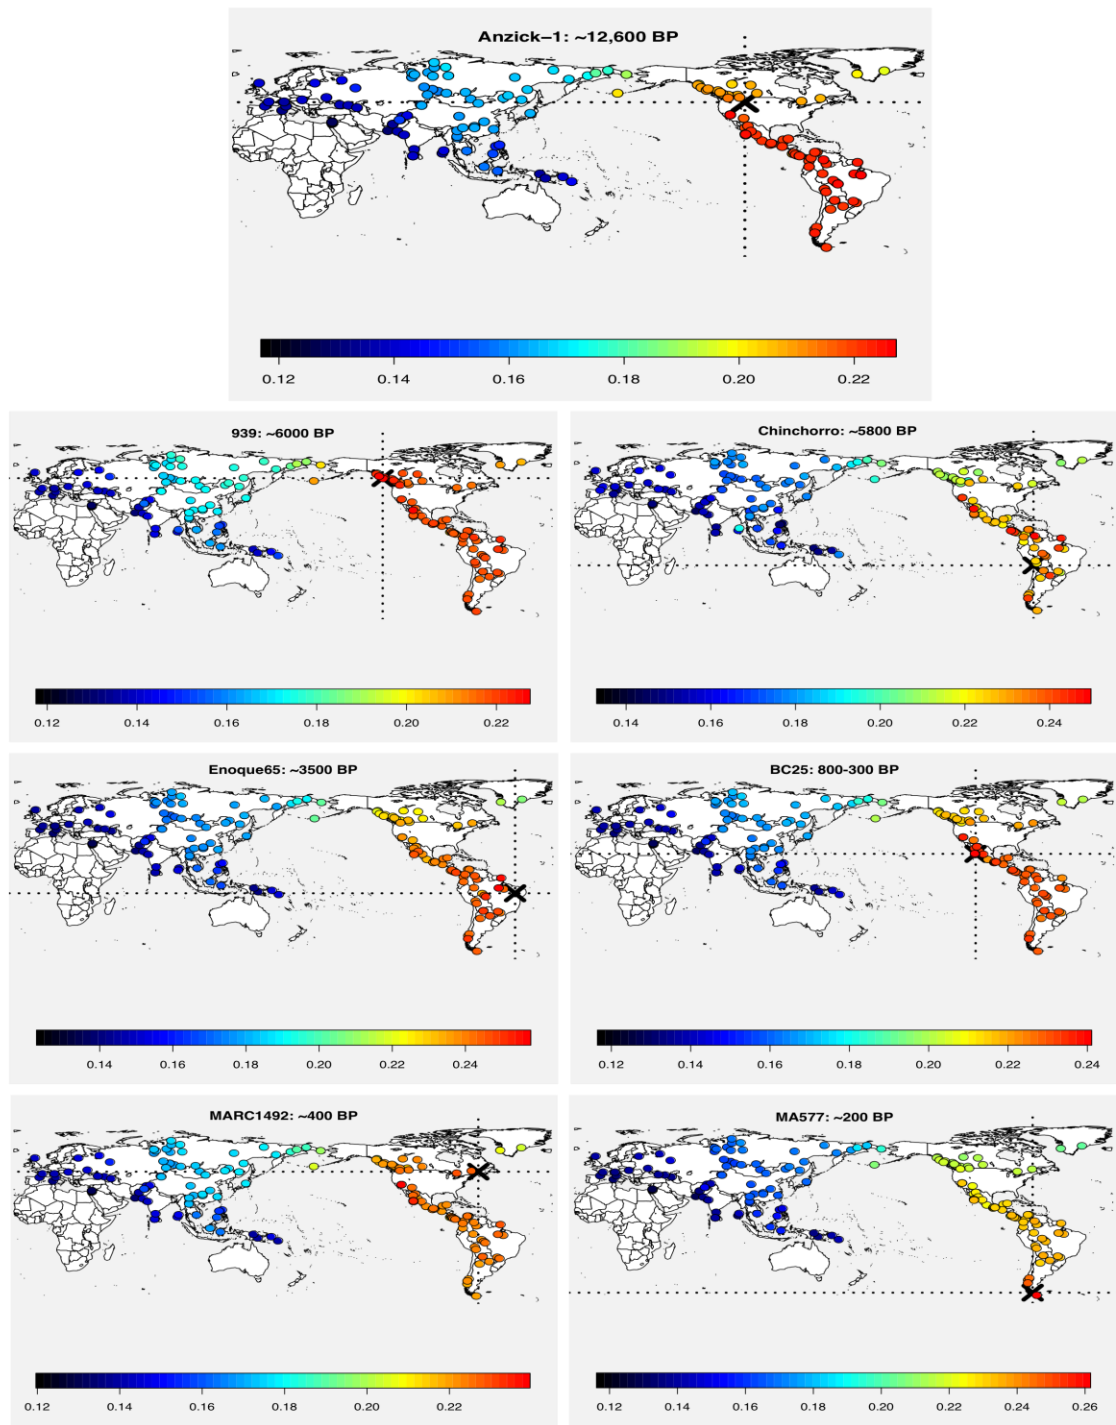 Anzick−1: ~12,600 BP
0.12 0.14 0.16 0.18 0.20 0.22
939: ~6000 BP
0.12 0.14 0.16 0.18 0.20 0.22
Chinchorro: ~5800 BP
0.14 0.16 0.18 0.20 0.22 0.24
Enoque65: ~3500 BP
0.14 0.16 0.18 0.20 0.22 0.24
BC25: 800-300 BP
0.12 0.14 0.16 0.18 0.20 0.22 0.24
MARC1492: ~400 BP
0.12 0.14 0.16 0.18 0.20 0.22
MA577: ~200 BP
0.12 0.14 0.16 0.18 0.20 0.22 0.24 0.26